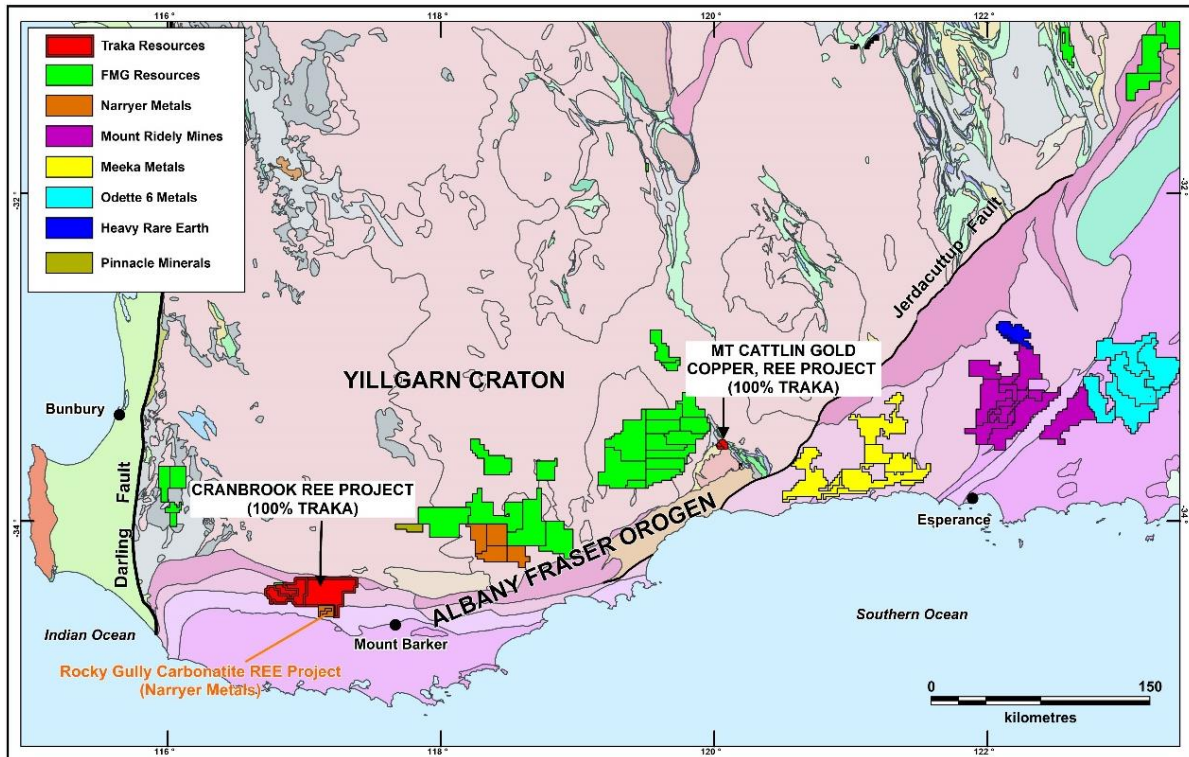 116 °
118 °
120 °
122 °
Traka Resources
FMG Resources
Narryer Metals
Mount Ridely Mines
Meeka Metals
Odette 6 Metals
Heavy Rare Earth
Pinnacle Minerals
-32 °
-32 °
Jerdacuttup Fault
MT CATTLIN GOLD
COPPER, REE PROJECT
(100% TRAKA)
YILLGARN CRATON
Bunbury
Darling Fault
CRANBROOK REE PROJECT
(100% TRAKA)
Esperance
-34 °
-34 °
ALBANY FRASER OROGEN
Southern Ocean
Indian Ocean
Mount Barker
Rocky Gully Carbonatite REE Project
(Narryer Metals)
0 150
kilometres
116 °
118 °
120 °
122 °